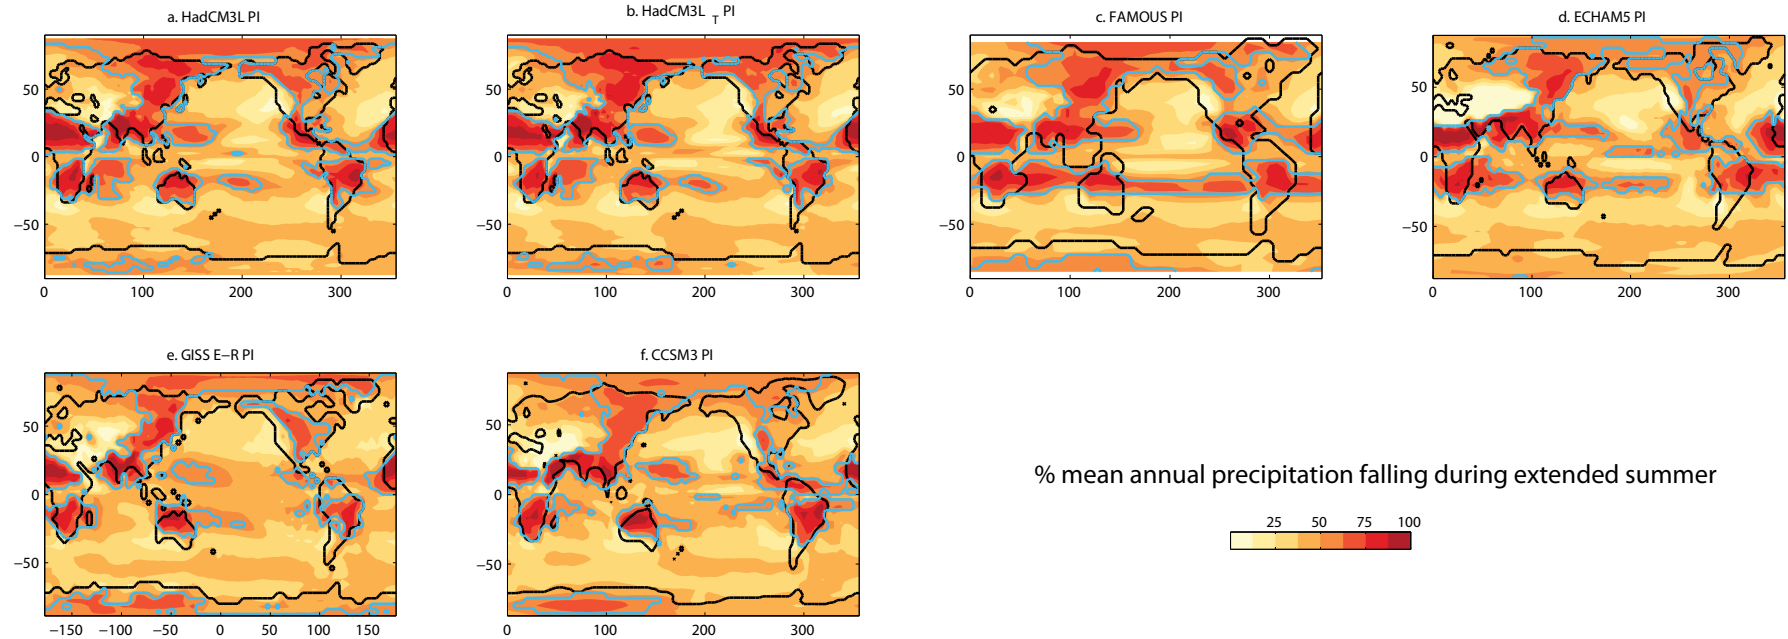 a. HadCM3L PI
b. HadCM3L T PI
c. FAMOUS PI
d. ECHAM5 PI
50
0
−50
0 100 200 300
50
0
−50
0 100 200 300
50
0
−50
0 100 200 300
50
0
−50
0 100 200 300
e. GISS E−R PI
f. CCSM3 PI
50
0
−50
−150 −100 −50 0 50 100 150
50
0
−50
0 100 200 300
% mean annual precipitation falling during extended summer
25 50 75 100